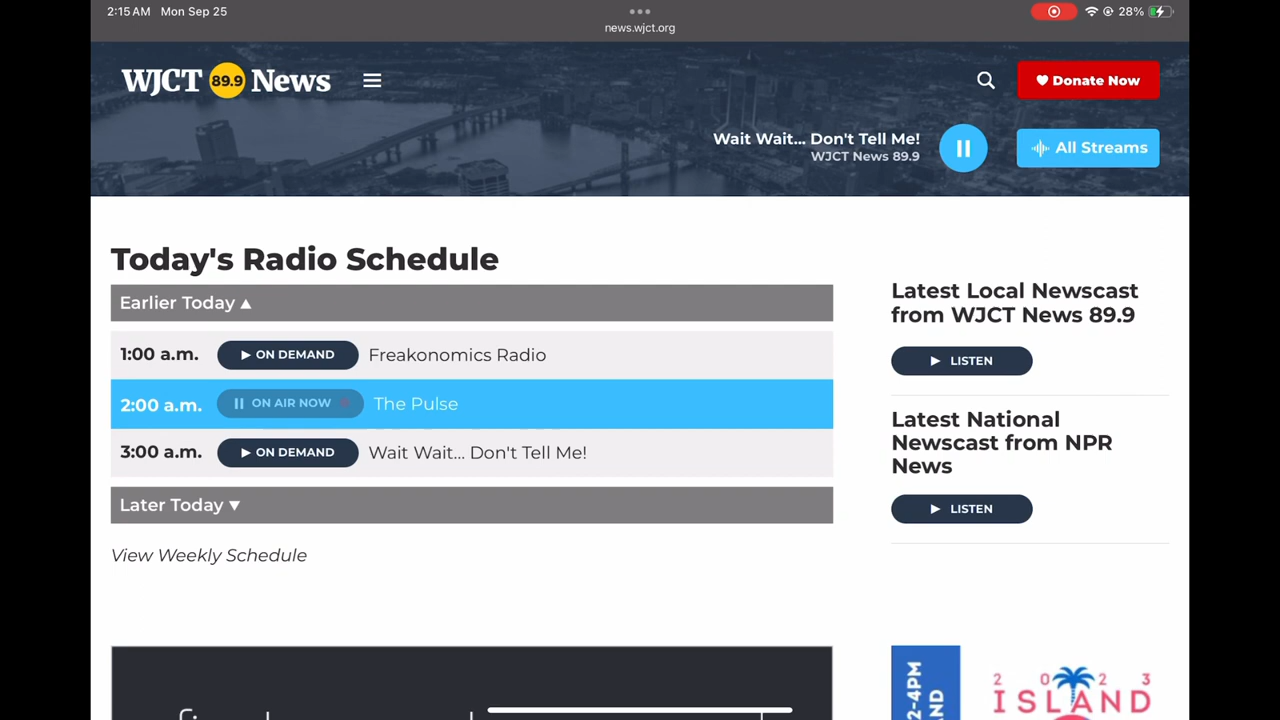 2:15 AM Mon Sep 25
28%
news.wjct.org
WJCT 89.9 News
Donate Now
Wait Wait... Don't Tell Me!
WJCT News 89.9
All Streams
Today's Radio Schedule
Earlier Today
1:00 a.m. ON DEMAND Freakonomics Radio
2:00 a.m. ON AIR NOW The Pulse
3:00 a.m. ON DEMAND Wait Wait... Don't Tell Me!
Later Today
View Weekly Schedule
Latest Local Newscast
from WJCT News 89.9
LISTEN
Latest National
Newscast from NPR
News
LISTEN
2-4PM
2023
ISLAND